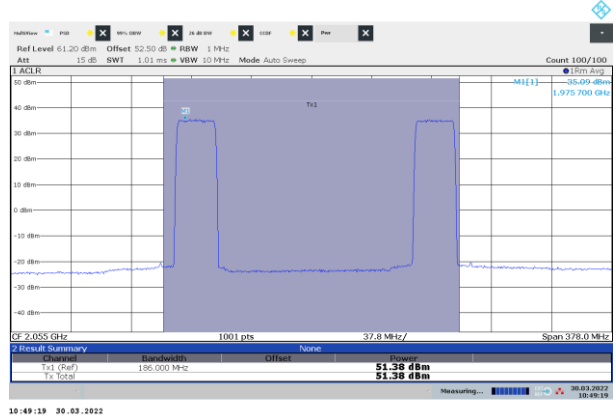 MultiView PSD 99% OBW 26 dB BW CCDF Pwr
Ref Level 61.20 dBm Offset 52.50 dB RBW 1 MHz
Att 15 dB SWT 1.01 ms VBW 10 MHz Mode Auto Sweep Count 100/100
1 ACLR 1Rm Avg
50 dBm M1[1] 35.09 dBm
1.975700 GHz
Tx1
40 dBm
M1
30 dBm
20 dBm
10 dBm
0 dBm
-10 dBm
-20 dBm
-30 dBm
-40 dBm
CF 2.055 GHz 1001 pts 37.8 MHz/ Span 378.0 MHz
2 Result Summary None
Channel Bandwidth Offset Power
Tx1 (Ref) 186.000 MHz 51.38 dBm
Tx Total 51.38 dBm
Measuring... 30.03.2022
10:49:19
10:49:19 30.03.2022